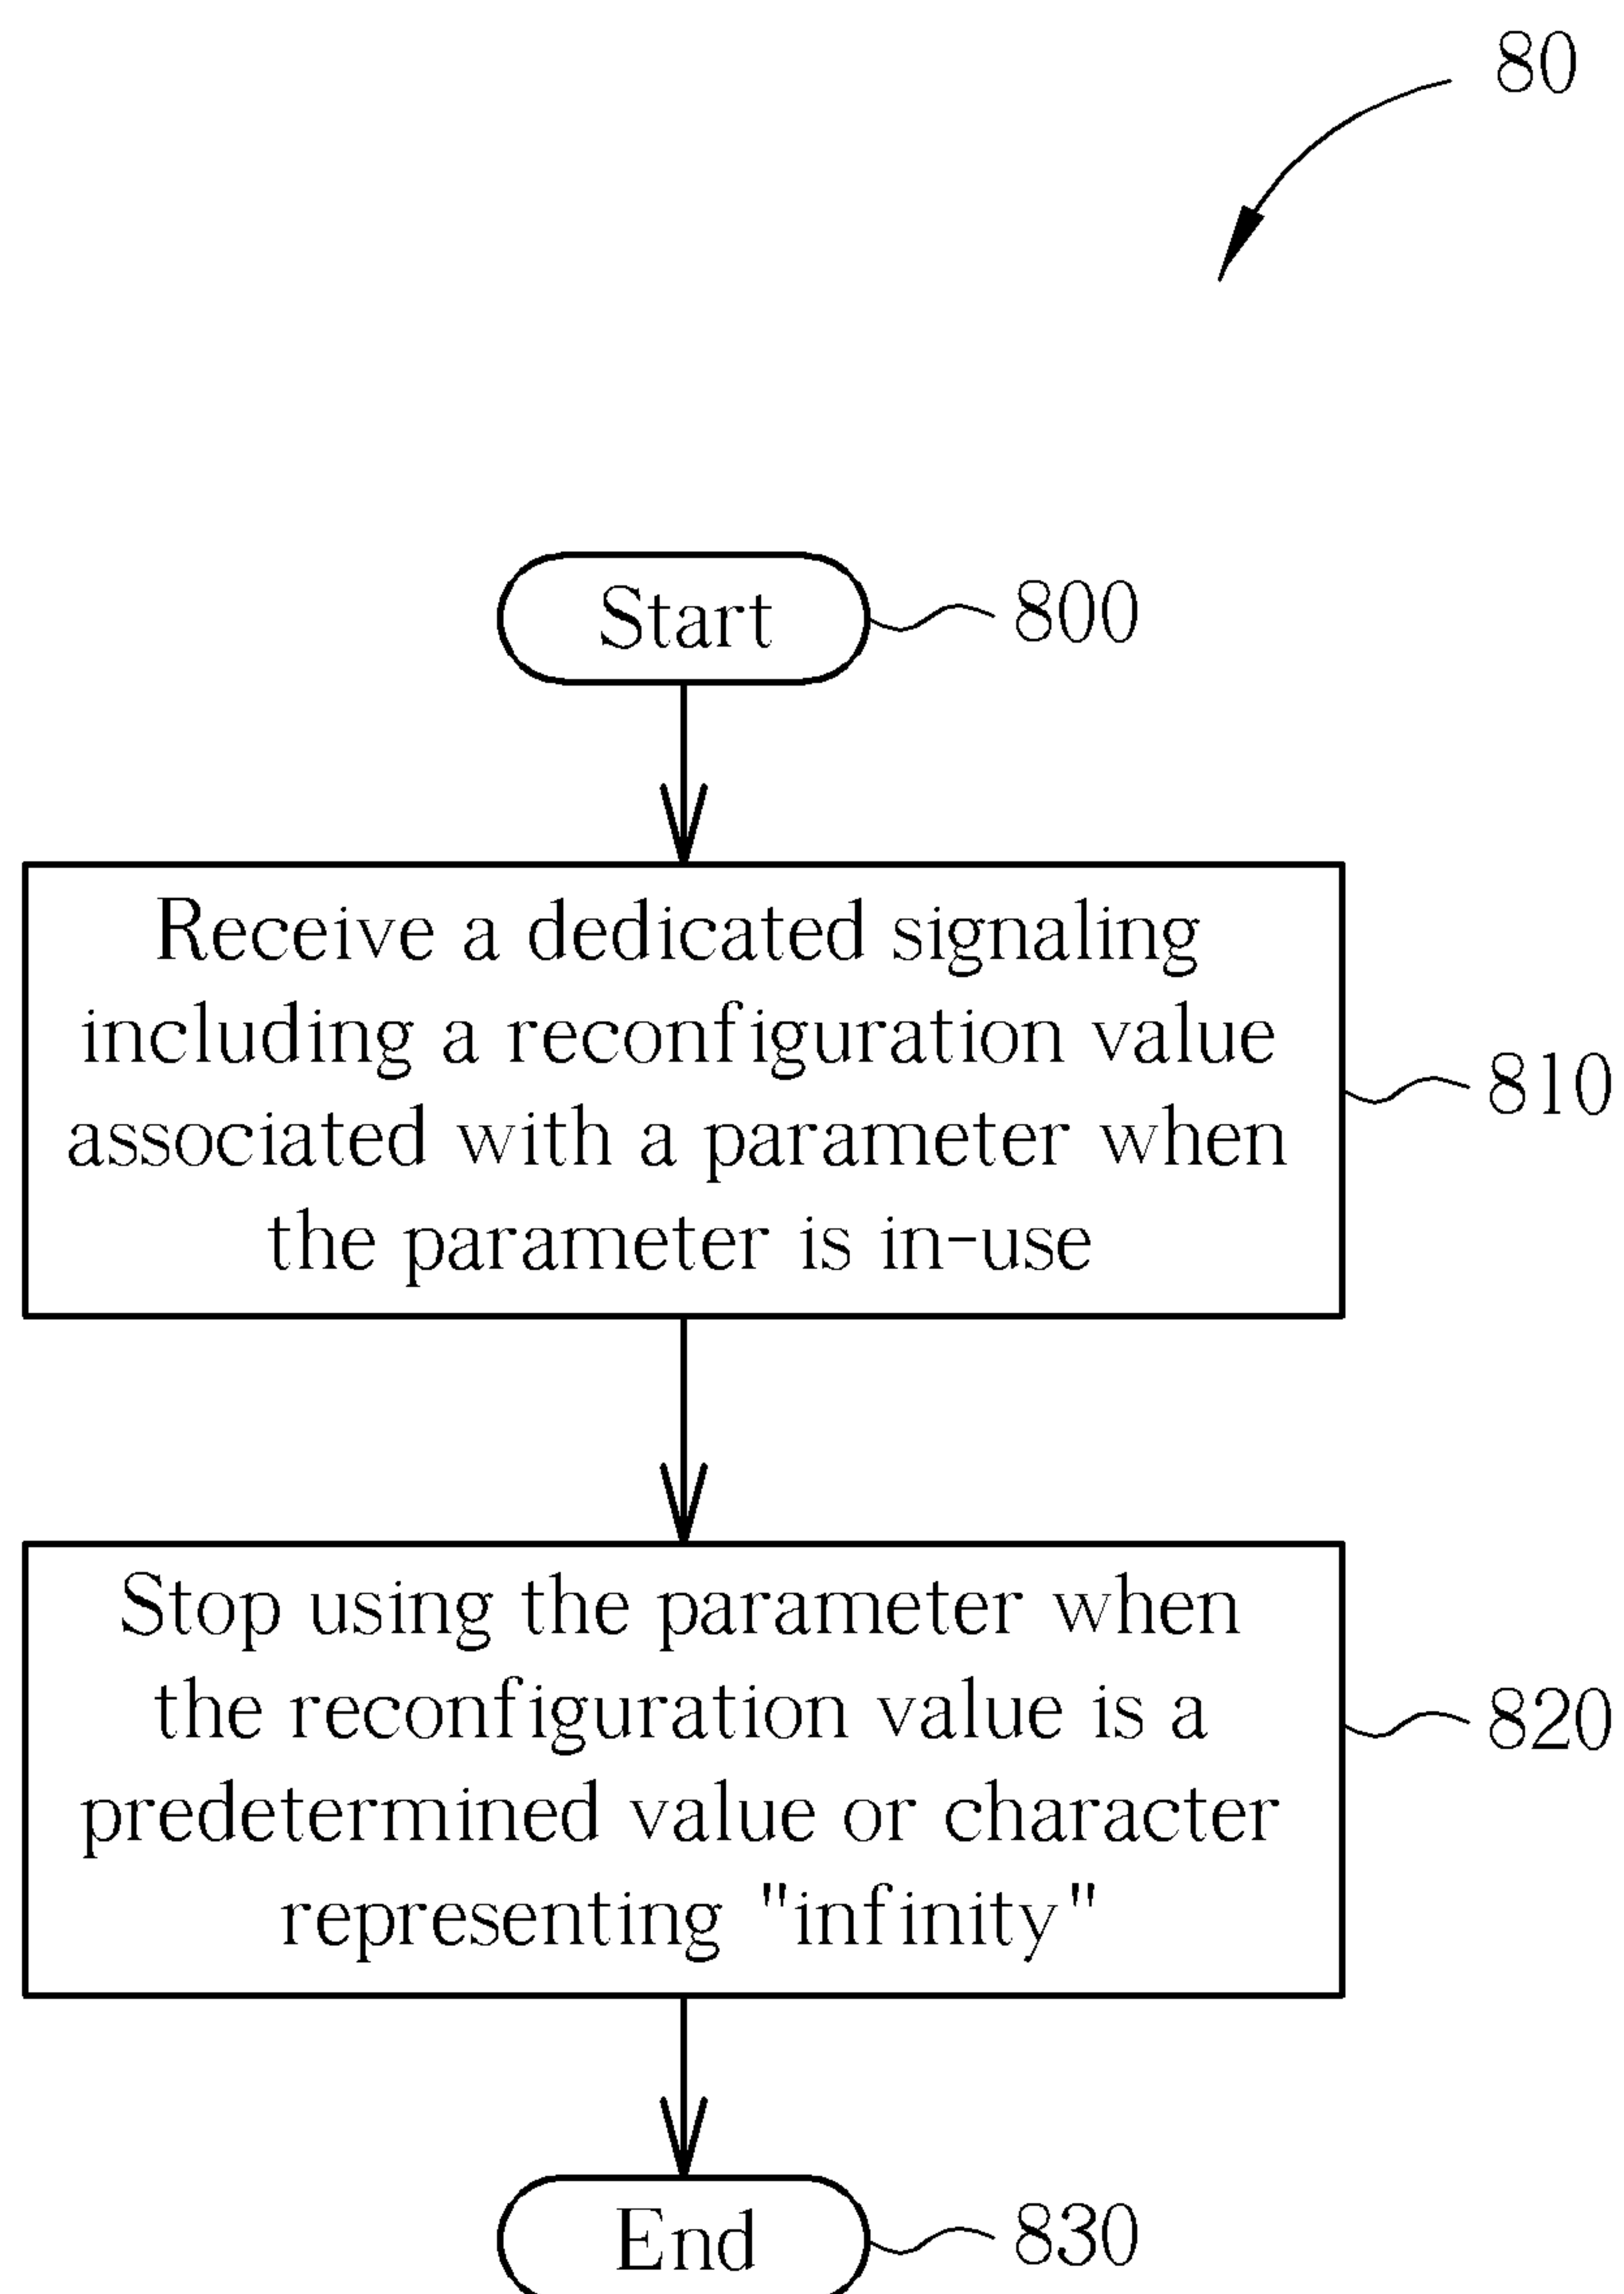 80
Start
800
Receive a dedicated signaling
including a reconfiguration value
associated with a parameter when
the parameter is in-use
810
Stop using the parameter when
the reconfiguration value is a
predetermined value or character
representing "infinity"
820
End
830